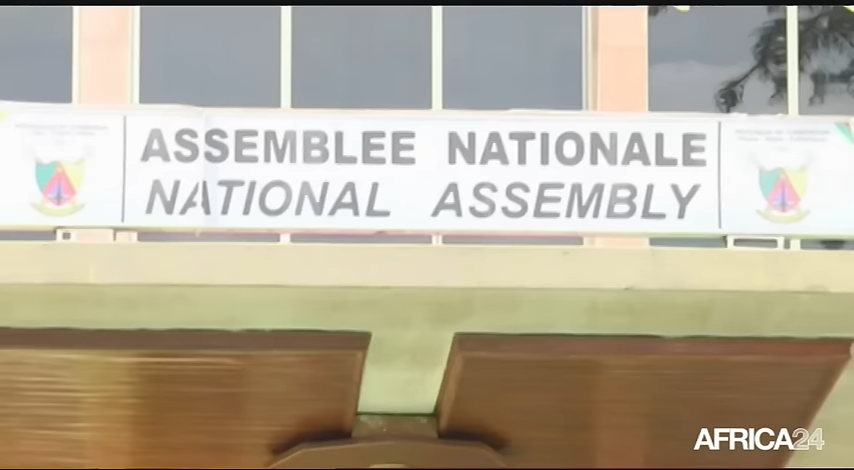 ASSEMBLEE NATIONALE
NATIONAL ASSEMBLY
AFRICA24